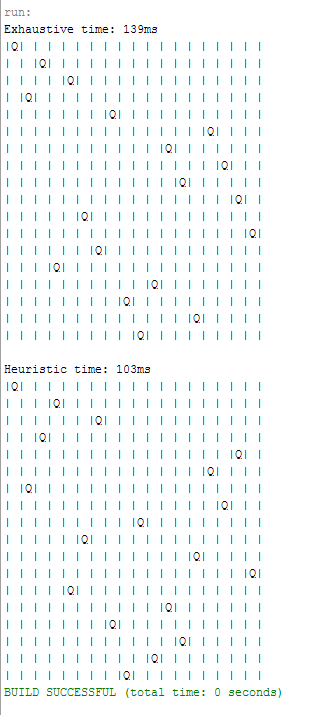 run:
Exhaustive time: 139ms
|Q| | | | | | | | | | | | | | | | | |
| | |Q| | | | | | | | | | | | | | | |
| | | | |Q| | | | | | | | | | | | | |
| |Q| | | | | | | | | | | | | | | | |
| | | | | | | |Q| | | | | | | | | | |
| | | | | | | | | | | | | | |Q| | | |
| | | | | | | | | | | |Q| | | | | | |
| | | | | | | | | | | | | | | |Q| | |
| | | | | | | | | | | | |Q| | | | | |
| | | | | | | | | | | | | | | | |Q| |
| | | | | |Q| | | | | | | | | | | | |
| | | | | | | | | | | | | | | | | |Q|
| | | | | | |Q| | | | | | | | | | | |
| | | |Q| | | | | | | | | | | | | | |
| | | | | | | | | | |Q| | | | | | | |
| | | | | | | | |Q| | | | | | | | | |
| | | | | | | | | | | | | |Q| | | | |
| | | | | | | | | |Q| | | | | | | | |
Heuristic time: 103ms
|Q| | | | | | | | | | | | | | | | | |
| | | |Q| | | | | | | | | | | | | | |
| | | | | | |Q| | | | | | | | | | | |
| | |Q| | | | | | | | | | | | | | | |
| | | | | | | | | | | | | | | | |Q| |
| | | | | | | | | | | | | | |Q| | | |
| |Q| | | | | | | | | | | | | | | | |
| | | | | | | | | | | | | | | |Q| | |
| | | | | | | | | |Q| | | | | | | | |
| | | | | |Q| | | | | | | | | | | | |
| | | | | | | | | | | | | |Q| | | | |
| | | | | | | | | | | | | | | | | |Q|
| | | | |Q| | | | | | | | | | | | | |
| | | | | | | | | | | |Q| | | | | | |
| | | | | | | |Q| | | | | | | | | | |
| | | | | | | | | | | | |Q| | | | | |
| | | | | | | | | | |Q| | | | | | | |
| | | | | | | | |Q| | | | | | | | | |
BUILD SUCCESSFUL (total time: 0 seconds)